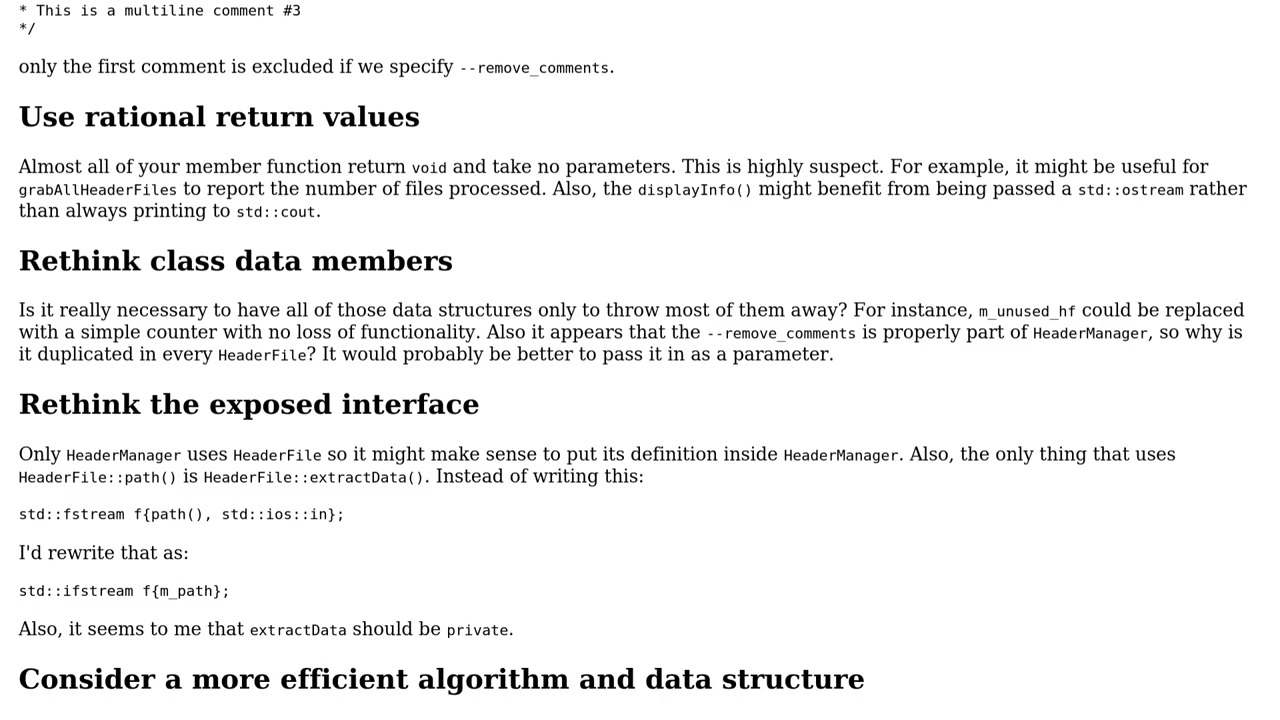 * This is a multiline comment #3
*/
only the first comment is excluded if we specify --remove_comments.
Use rational return values
Almost all of your member function return void and take no parameters. This is highly suspect. For example, it might be useful for
grabAllHeaderFiles to report the number of files processed. Also, the displayInfo() might benefit from being passed a std::ostream rather
than always printing to std::cout.
Rethink class data members
Is it really necessary to have all of those data structures only to throw most of them away? For instance, m_unused_hf could be replaced
with a simple counter with no loss of functionality. Also it appears that the --remove_comments is properly part of HeaderManager, so why is
it duplicated in every HeaderFile? It would probably be better to pass it in as a parameter.
Rethink the exposed interface
Only HeaderManager uses HeaderFile so it might make sense to put its definition inside HeaderManager. Also, the only thing that uses
HeaderFile::path() is HeaderFile::extractData(). Instead of writing this:
std::fstream f{path(), std::ios::in};
I'd rewrite that as:
std::ifstream f{m_path};
Also, it seems to me that extractData should be private.
Consider a more efficient algorithm and data structure